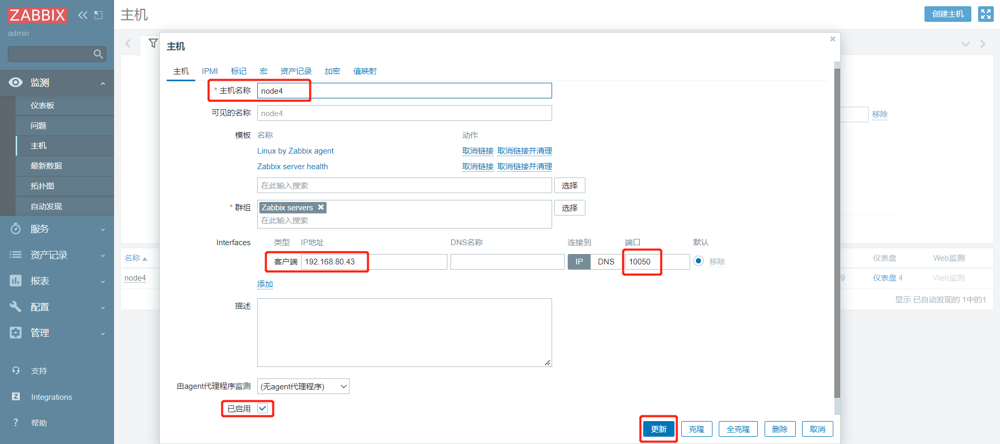 ZABBIX
admin
监测
仪表板
问题
主机
最新数据
拓扑图
自动发现
服务
资产记录
报表
配置
管理
支持
Integrations
帮助
主机
创建主机
移除
名称
仪表盘 Web监测
node4
9 仪表盘 4 Web监测
显示 已自动发现的 1中的1
主机
主机 IPMI 标记 宏 资产记录 加密 值映射
* 主机名称 node4
可见的名称 node4
模板 名称 动作
Linux by Zabbix agent 取消链接 取消链接并清理
Zabbix server health 取消链接 取消链接并清理
在此输入搜索 选择
* 群组 Zabbix servers 选择
在此输入搜索
Interfaces 类型 IP地址 DNS名称 连接到 端口 默认
客户端 192.168.80.43 IP DNS 10050 移除
添加
描述
由agent代理程序监测 (无agent代理程序)
已启用
更新 克隆 全克隆 删除 取消